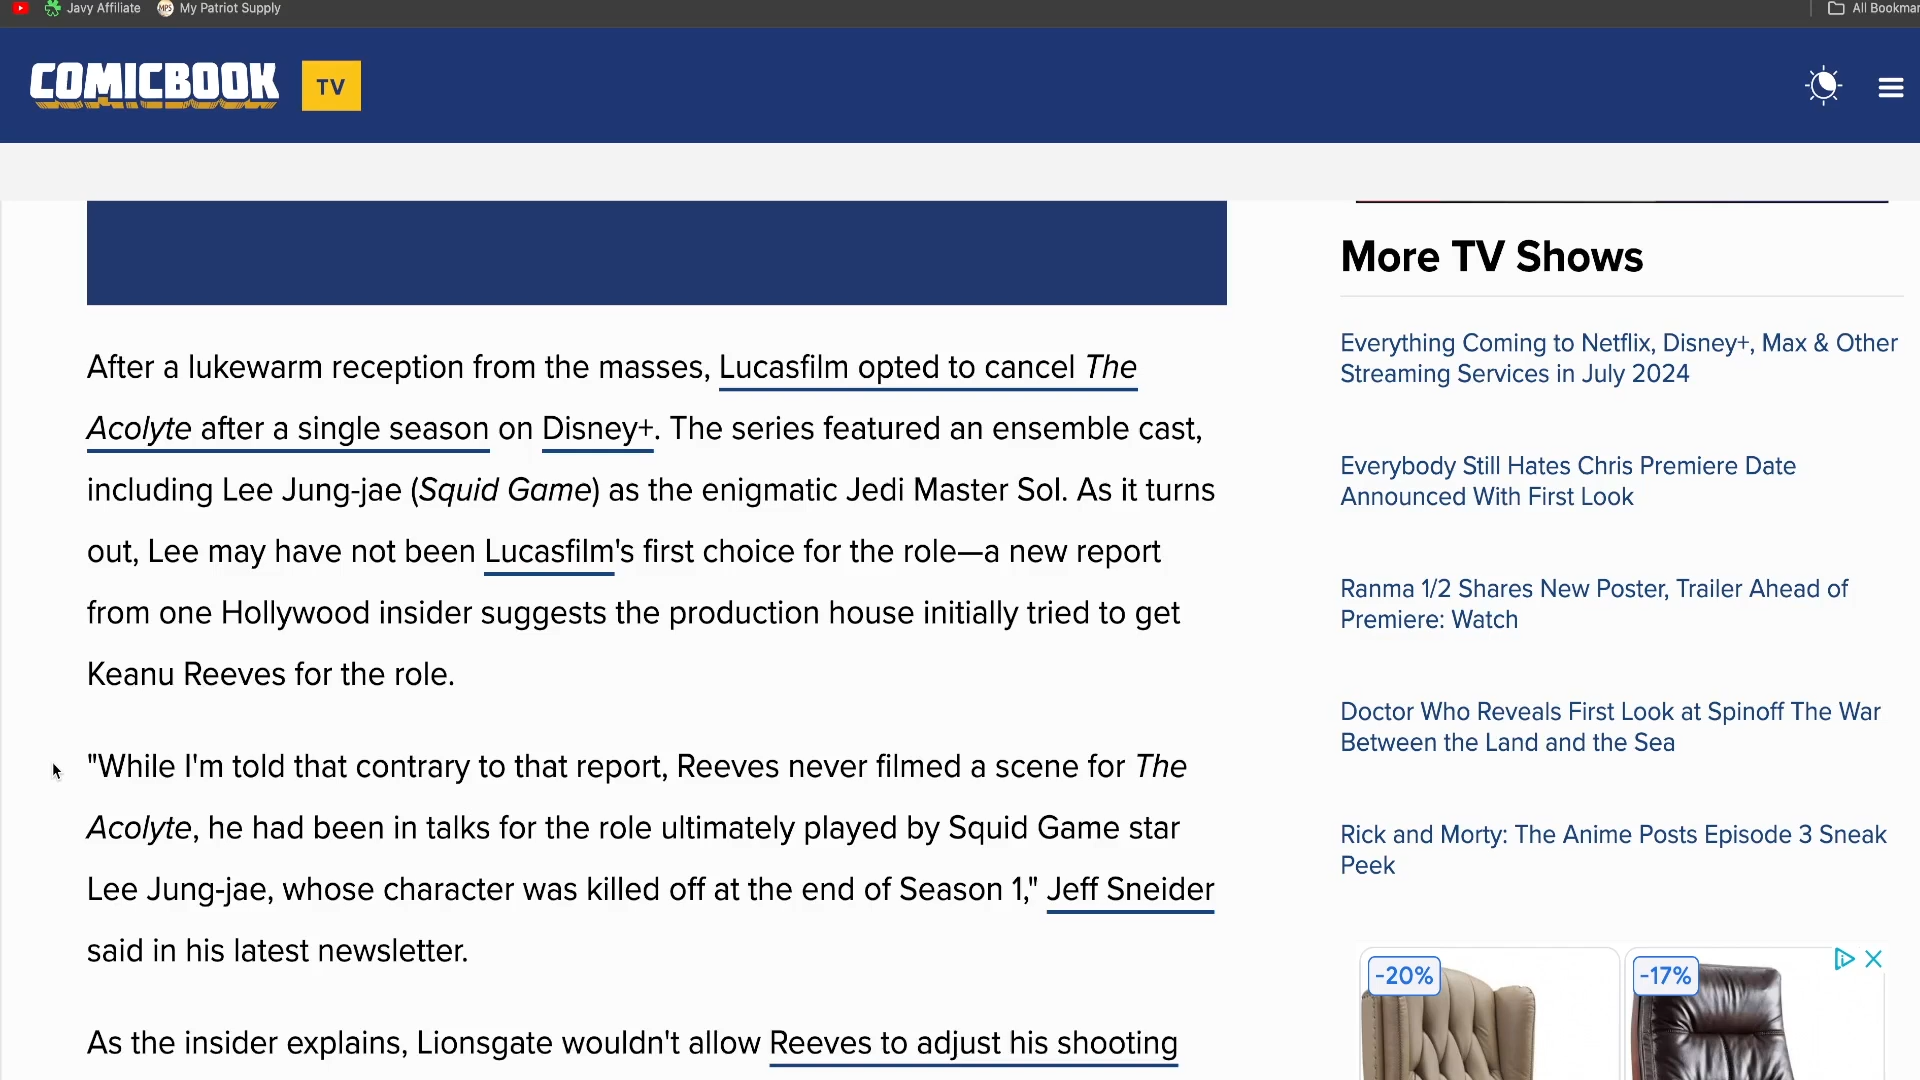 Javy Affiliate
My Patriot Supply
All Bookmar
COMICBOOK
TV
After a lukewarm reception from the masses, Lucasfilm opted to cancel The
Acolyte after a single season on Disney+. The series featured an ensemble cast,
including Lee Jung-jae (Squid Game) as the enigmatic Jedi Master Sol. As it turns
out, Lee may have not been Lucasfilm's first choice for the role—a new report
from one Hollywood insider suggests the production house initially tried to get
Keanu Reeves for the role.
"While I'm told that contrary to that report, Reeves never filmed a scene for The
Acolyte, he had been in talks for the role ultimately played by Squid Game star
Lee Jung-jae, whose character was killed off at the end of Season 1," Jeff Sneider
said in his latest newsletter.
As the insider explains, Lionsgate wouldn't allow Reeves to adjust his shooting
More TV Shows
Everything Coming to Netflix, Disney+, Max & Other
Streaming Services in July 2024
Everybody Still Hates Chris Premiere Date
Announced With First Look
Ranma 1/2 Shares New Poster, Trailer Ahead of
Premiere: Watch
Doctor Who Reveals First Look at Spinoff The War
Between the Land and the Sea
Rick and Morty: The Anime Posts Episode 3 Sneak
Peek
-20%
-17%